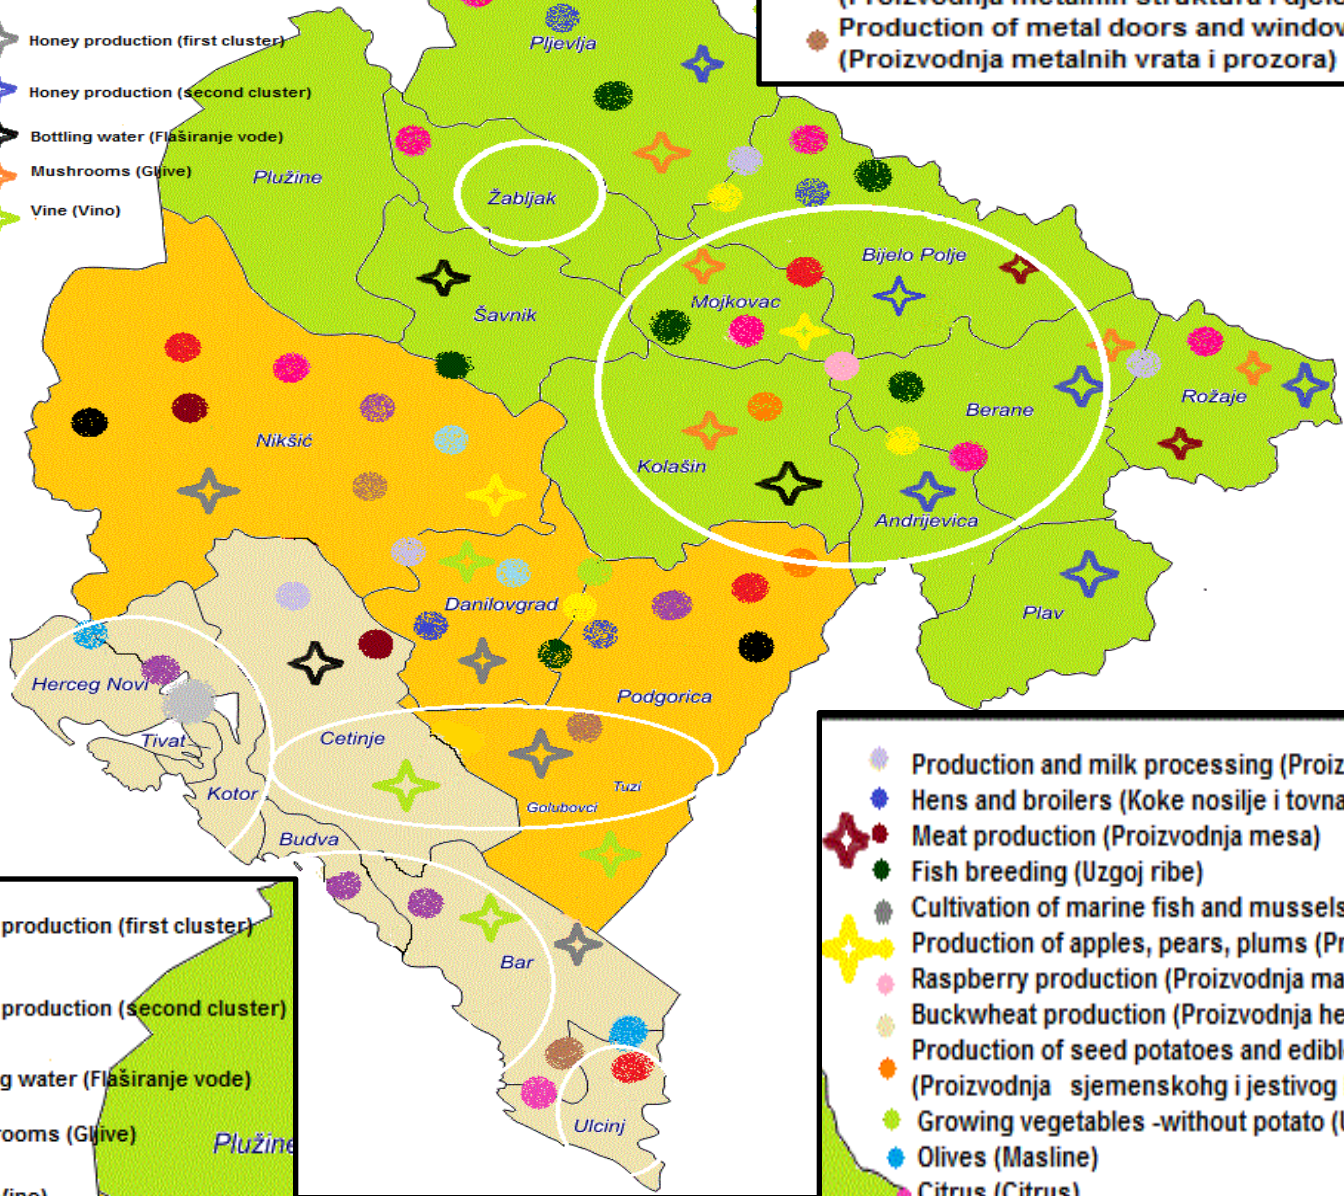 (Proizvodnja metalnih struktura i djelo
Production of metal doors and window
(Proizvodnja metalnih vrata i prozora)
Honey production (first cluster)
Honey production (second cluster)
Bottling water (Flaširanje vode)
Mushrooms (Gljive)
Vine (Vino)
Pljevlja
Plužine
Žabljak
Bijelo Polje
Mojkovac
Šavnik
Rožaje
Berane
Nikšić
Kolašin
Andrijevica
Danilovgrad
Plav
Herceg Novi
Podgorica
Tivat
Cetinje
Kotor
Tuzi
Golubovci
Budva
Bar
Ulcinj
production (first cluster)
production (second cluster)
g water (Flaširanje vode)
rooms (Gljive)
Plužine
(ino)
Production and milk processing (Proiz
Hens and broilers (Koke nosilje i tovna
Meat production (Proizvodnja mesa)
Fish breeding (Uzgoj ribe)
Cultivation of marine fish and mussels
Production of apples, pears, plums (Pr
Raspberry production (Proizvodnja ma
Buckwheat production (Proizvodnja he
Production of seed potatoes and edibl
(Proizvodnja sjemenskohg i jestivog
Growing vegetables -without potato (U
Olives (Masline)
Citrus (Citrus)